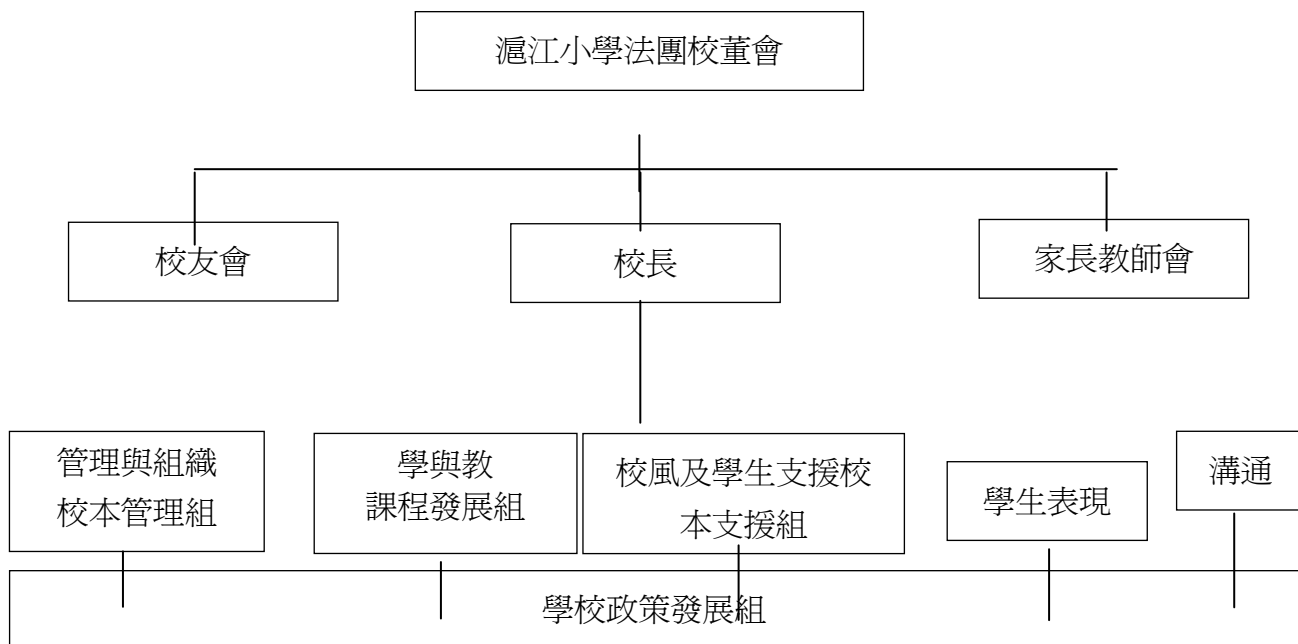 滬江小學法團校董會
校友會
校長
家長教師會
管理與組織
校本管理組
學與教
課程發展組
校風及學生支援校
本支援組
學生表現
溝通
學校政策發展組